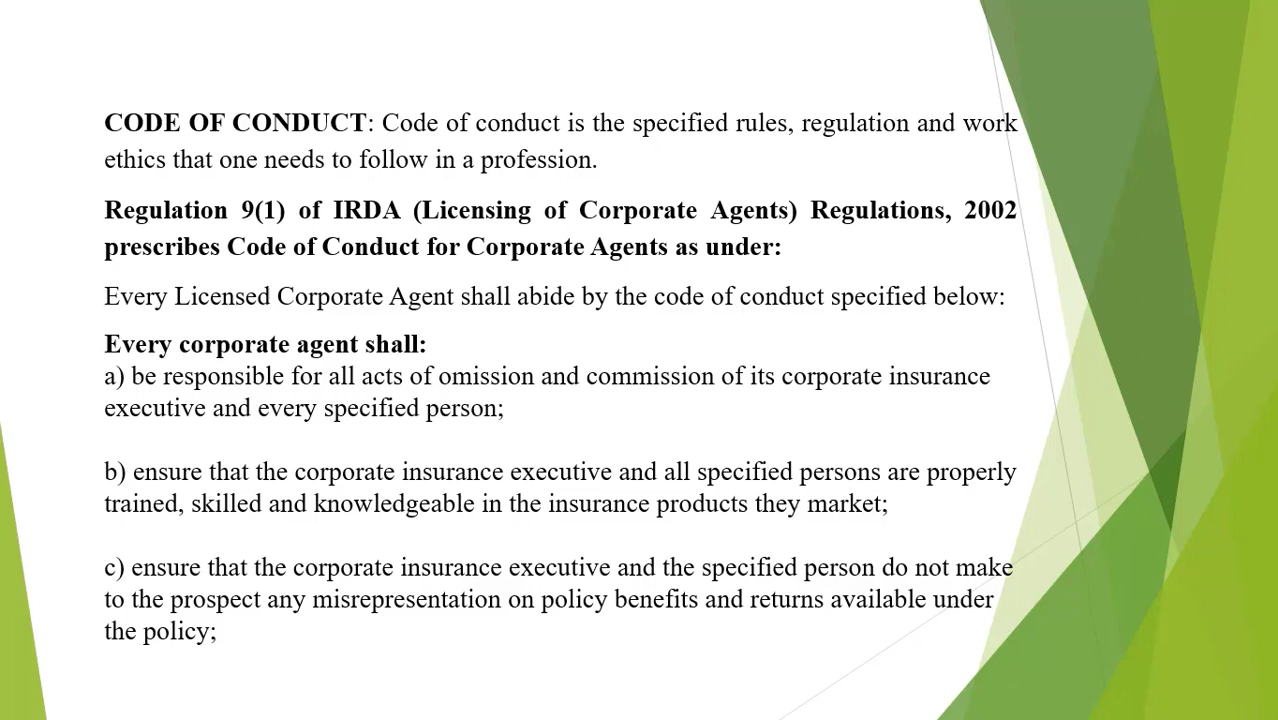 CODE OF CONDUCT: Code of conduct is the specified rules, regulation and work
ethics that one needs to follow in a profession.
Regulation 9(1) of IRDA (Licensing of Corporate Agents) Regulations, 2002
prescribes Code of Conduct for Corporate Agents as under:
Every Licensed Corporate Agent shall abide by the code of conduct specified below:
Every corporate agent shall:
a) be responsible for all acts of omission and commission of its corporate insurance
executive and every specified person;
b) ensure that the corporate insurance executive and all specified persons are properly
trained, skilled and knowledgeable in the insurance products they market;
c) ensure that the corporate insurance executive and the specified person do not make
to the prospect any misrepresentation on policy benefits and returns available under
the policy;